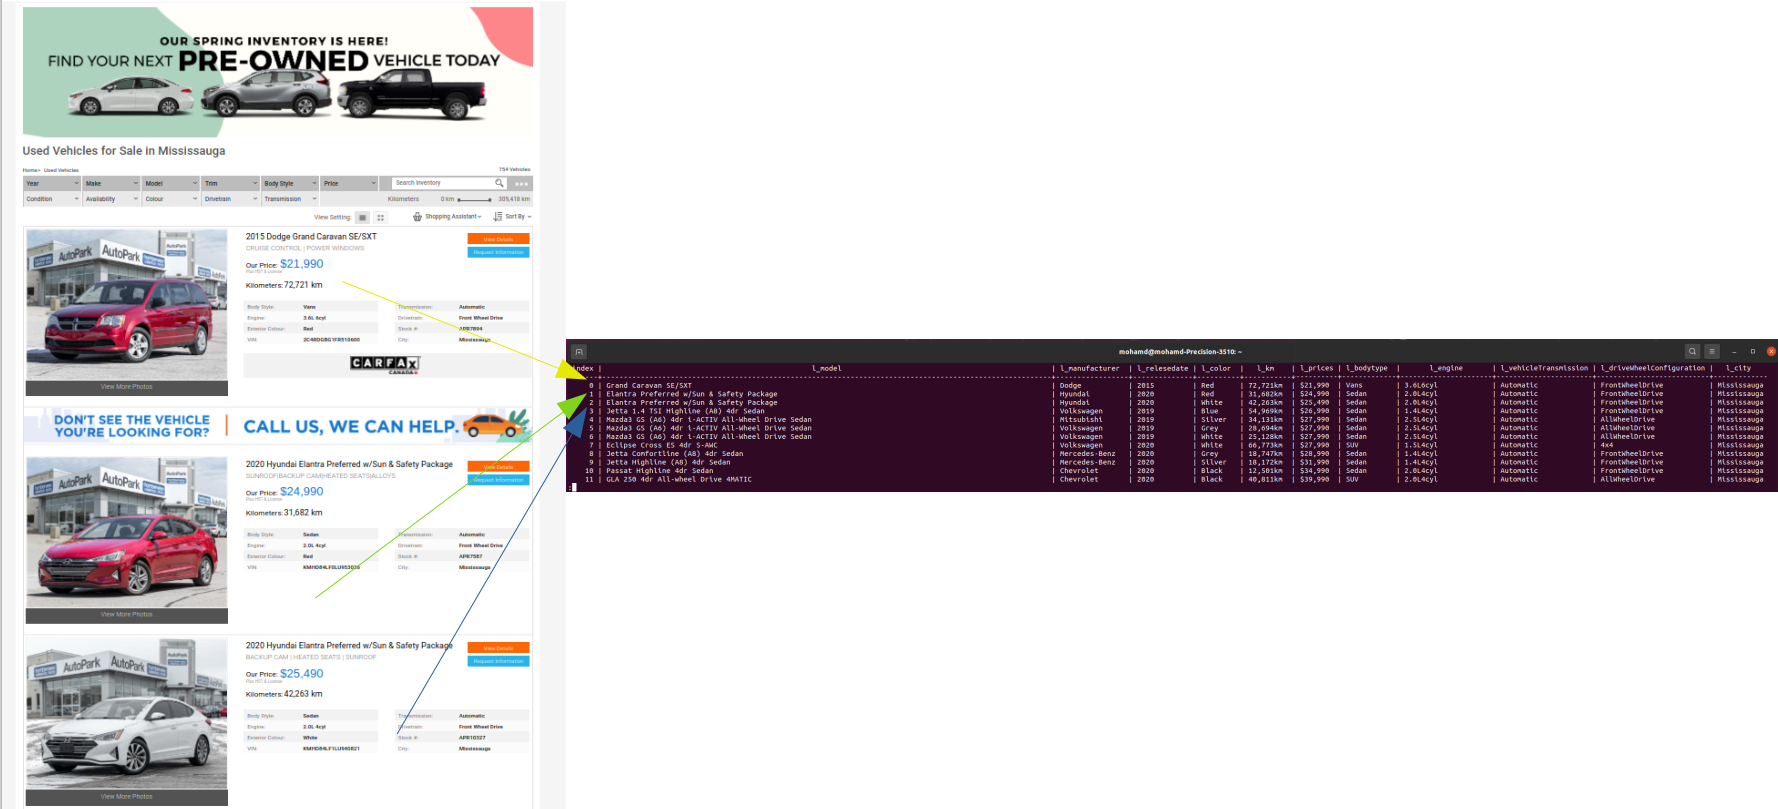 OUR SPRING INVENTORY IS HERE!
FIND YOUR NEXT PRE-OWNED VEHICLE TODAY
Used Vehicles for Sale in Mississauga
Home> Used Vehicles
754 Vehicles
Year Make Model Trim Body Style Price Search Inventory
Condition Availability Colour Drivetrain Transmission Kilometers 0 km 305,418 km
View Setting: Shopping Assistant Sort By
AutoPark AutoPark AutoPark
2015 Dodge Grand Caravan SE/SXT
CRUISE CONTROL | POWER WINDOWS
Our Price: $21,990
Plus HST & License
Kilometers: 72,721 km
View Details
Request Information
Body Style: Vans Transmission: Automatic
Engine: 3.6L 6cyl Drivetrain: Front Wheel Drive
Exterior Colour: Red Stock #: APR7894
VIN: 2C4RDGBG1FR510600 City: Mississauga
CARFAX
CANADA
View More Photos
DON'T SEE THE VEHICLE
YOU'RE LOOKING FOR?
CALL US, WE CAN HELP.
AutoPark AutoPark AutoPark
2020 Hyundai Elantra Preferred w/Sun & Safety Package
SUNROOF|BACKUP CAM|HEATED SEATS|ALLOYS
Our Price: $24,990
Plus HST & License
Kilometers: 31,682 km
View Details
Request Information
Body Style: Sedan Transmission: Automatic
Engine: 2.0L 4cyl Drivetrain: Front Wheel Drive
Exterior Colour: Red Stock #: APR7587
VIN: City: Mississauga
View More Photos
AutoPark AutoPark AutoPark
2020 Hyundai Elantra Preferred w/Sun & Safety Package
BACKUP CAM | HEATED SEATS | SUNROOF
Our Price: $25,490
Plus HST & License
Kilometers: 42,263 km
View Details
Request Information
Body Style: Sedan Transmission: Automatic
Engine: 2.0L 4cyl Drivetrain: Front Wheel Drive
Exterior Colour: White Stock #: APR10327
VIN: KMHD84LF1LU940821 City: Mississauga
View More Photos
mohamd@mohamd-Precision-3510: ~
index | l_model | l_manufacturer | l_relesedate | l_color | l_km | l_prices | l_bodytype | l_engine | l_vehicleTransmission | l_driveWheelConfiguration | l_city
0 | Grand Caravan SE/SXT | Dodge | 2015 | Red | 72,721km | $21,990 | Vans | 3.6L6cyl | Automatic | FrontWheelDrive | Mississauga
1 | Elantra Preferred w/Sun & Safety Package | Hyundai | 2020 | Red | 31,682km | $24,990 | Sedan | 2.0L4cyl | Automatic | FrontWheelDrive | Mississauga
2 | Elantra Preferred w/Sun & Safety Package | Hyundai | 2020 | White | 42,263km | $25,490 | Sedan | 2.0L4cyl | Automatic | FrontWheelDrive | Mississauga
3 | Jetta 1.4 TSI Highline (A8) 4dr Sedan | Volkswagen | 2019 | Blue | 54,969km | $26,990 | Sedan | 1.4L4cyl | Automatic | FrontWheelDrive | Mississauga
4 | Mazda3 GS (A6) 4dr i-ACTIV All-Wheel Drive Sedan | Mitsubishi | 2019 | Silver | 34,131km | $27,990 | Sedan | 2.5L4cyl | Automatic | AllWheelDrive | Mississauga
5 | Mazda3 GS (A6) 4dr i-ACTIV All-Wheel Drive Sedan | Volkswagen | 2019 | Grey | 28,694km | $27,990 | Sedan | 2.5L4cyl | Automatic | AllWheelDrive | Mississauga
6 | Mazda3 GS (A6) 4dr i-ACTIV All-Wheel Drive Sedan | Volkswagen | 2019 | White | 25,128km | $27,990 | Sedan | 2.5L4cyl | Automatic | AllWheelDrive | Mississauga
7 | Eclipse Cross ES 4dr S-AWC | Volkswagen | 2020 | White | 66,773km | $27,990 | SUV | 1.5L4cyl | Automatic | 4x4 | Mississauga
8 | Jetta Comfortline (A8) 4dr Sedan | Mercedes-Benz | 2020 | Grey | 18,747km | $28,990 | Sedan | 1.4L4cyl | Automatic | FrontWheelDrive | Mississauga
9 | Jetta Highline (A8) 4dr Sedan | Mercedes-Benz | 2020 | Silver | 18,172km | $31,990 | Sedan | 1.4L4cyl | Automatic | FrontWheelDrive | Mississauga
10 | Passat Highline 4dr Sedan | Chevrolet | 2020 | Black | 12,501km | $34,990 | Sedan | 2.0L4cyl | Automatic | FrontWheelDrive | Mississauga
11 | GLA 250 4dr All-wheel Drive 4MATIC | Chevrolet | 2020 | Black | 40,811km | $39,990 | SUV | 2.0L4cyl | Automatic | AllWheelDrive | Mississauga
: